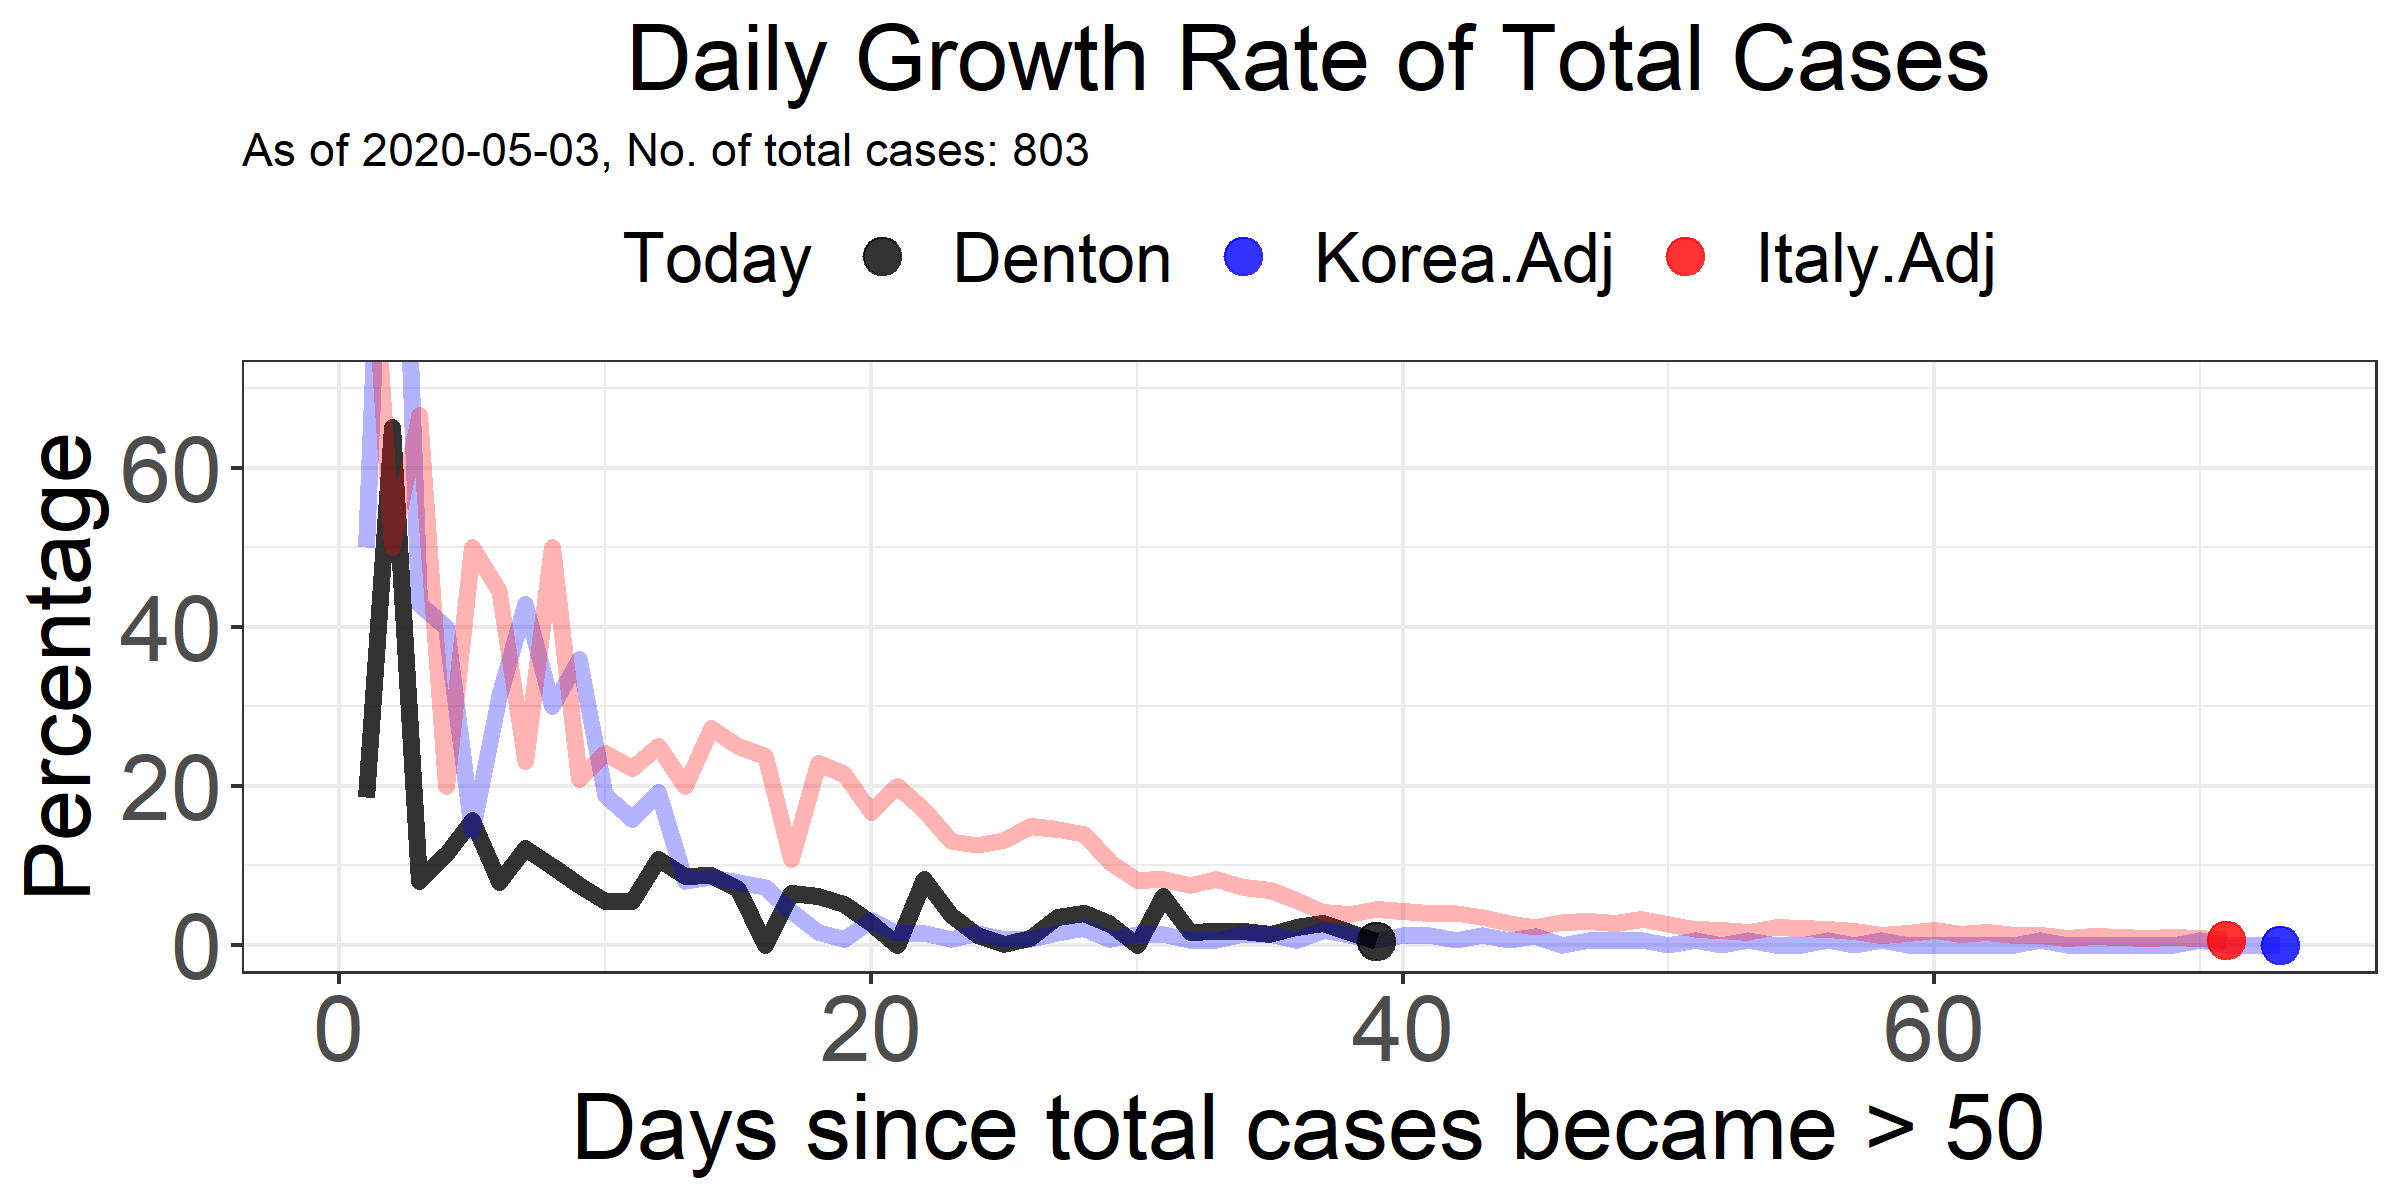 Daily Growth Rate of Total Cases
As of 2020-05-03, No. of total cases: 803
Today Denton Korea.Adj Italy.Adj
Percentage
60
40
20
0
0 20 40 60
Days since total cases became > 50